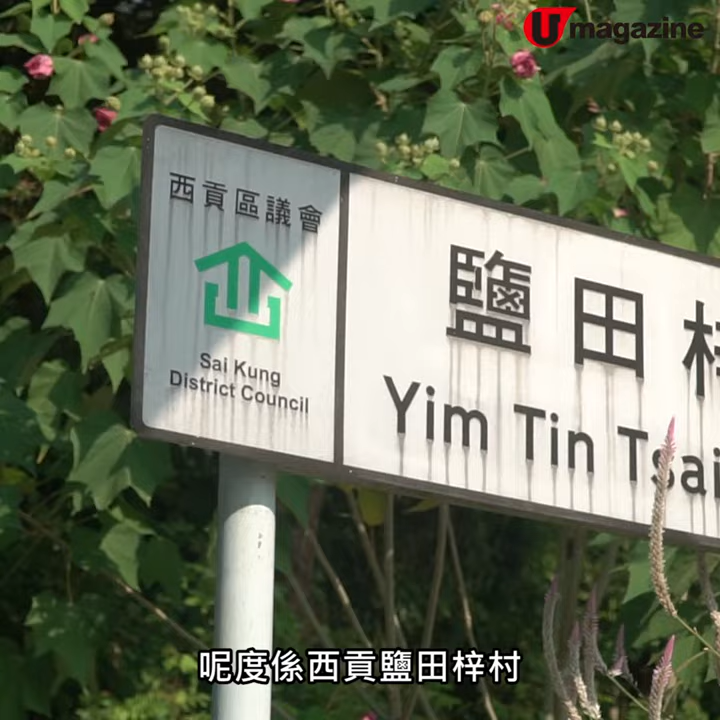 U magazine
西貢區議會
Sai Kung
District Council
鹽田梓
Yim Tin Tsai
呢度係西貢鹽田梓村